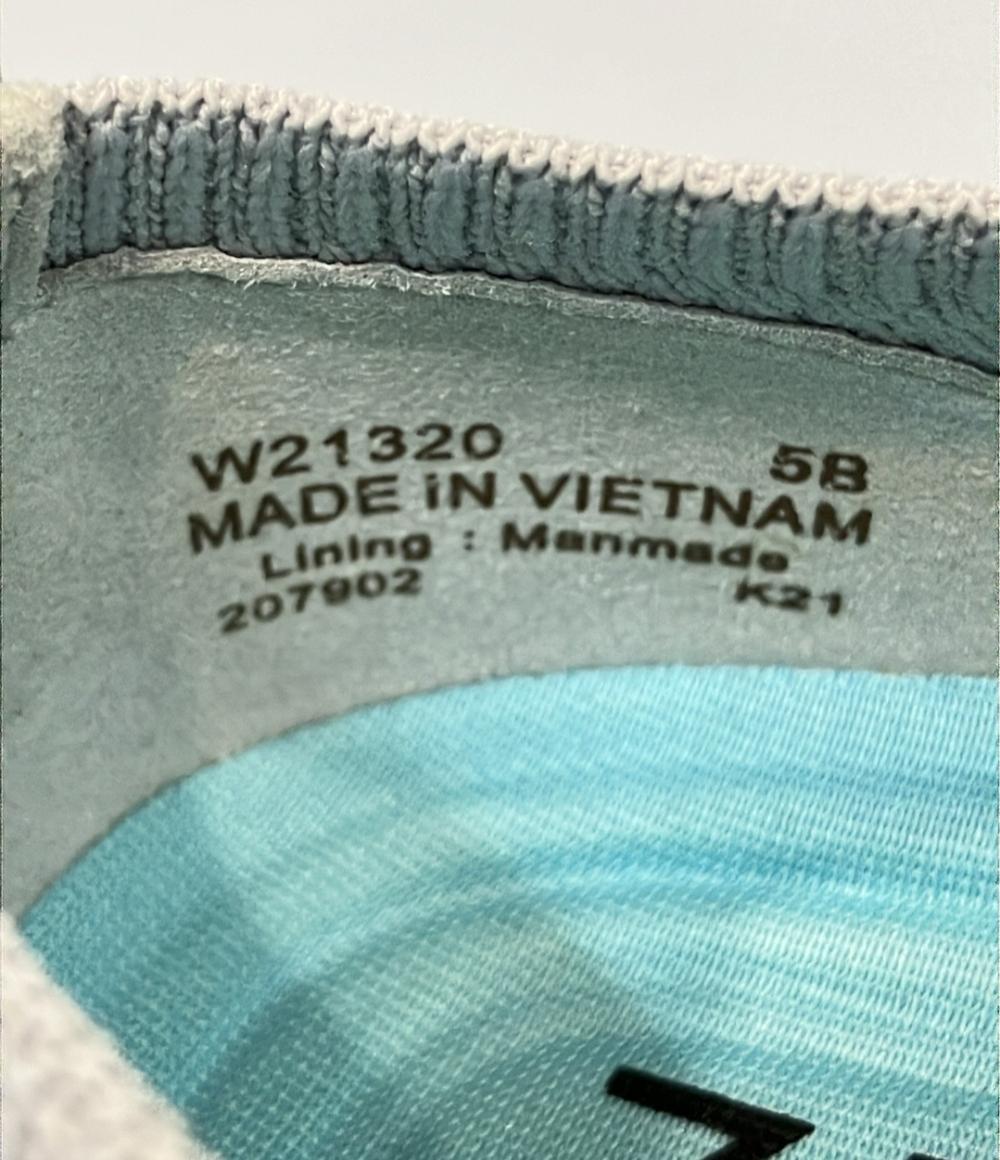 W21320 5B
MADE iN VIETNAM
Lining : Manmade
207902 K21